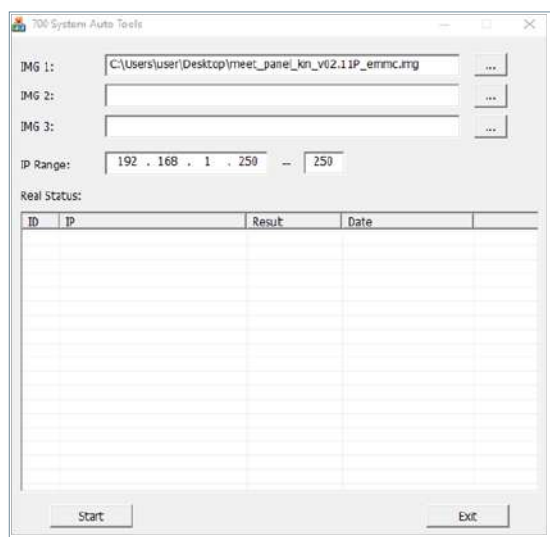 700 System Auto Tools
IMG 1: C:\Users\user\Desktop\meet_panel_kin_v02.11P_emmc.img ...
IMG 2: ...
IMG 3: ...
IP Range: 192 . 168 . 1 . 250 — 250
Real Status:
ID IP Result Date
Start Exit